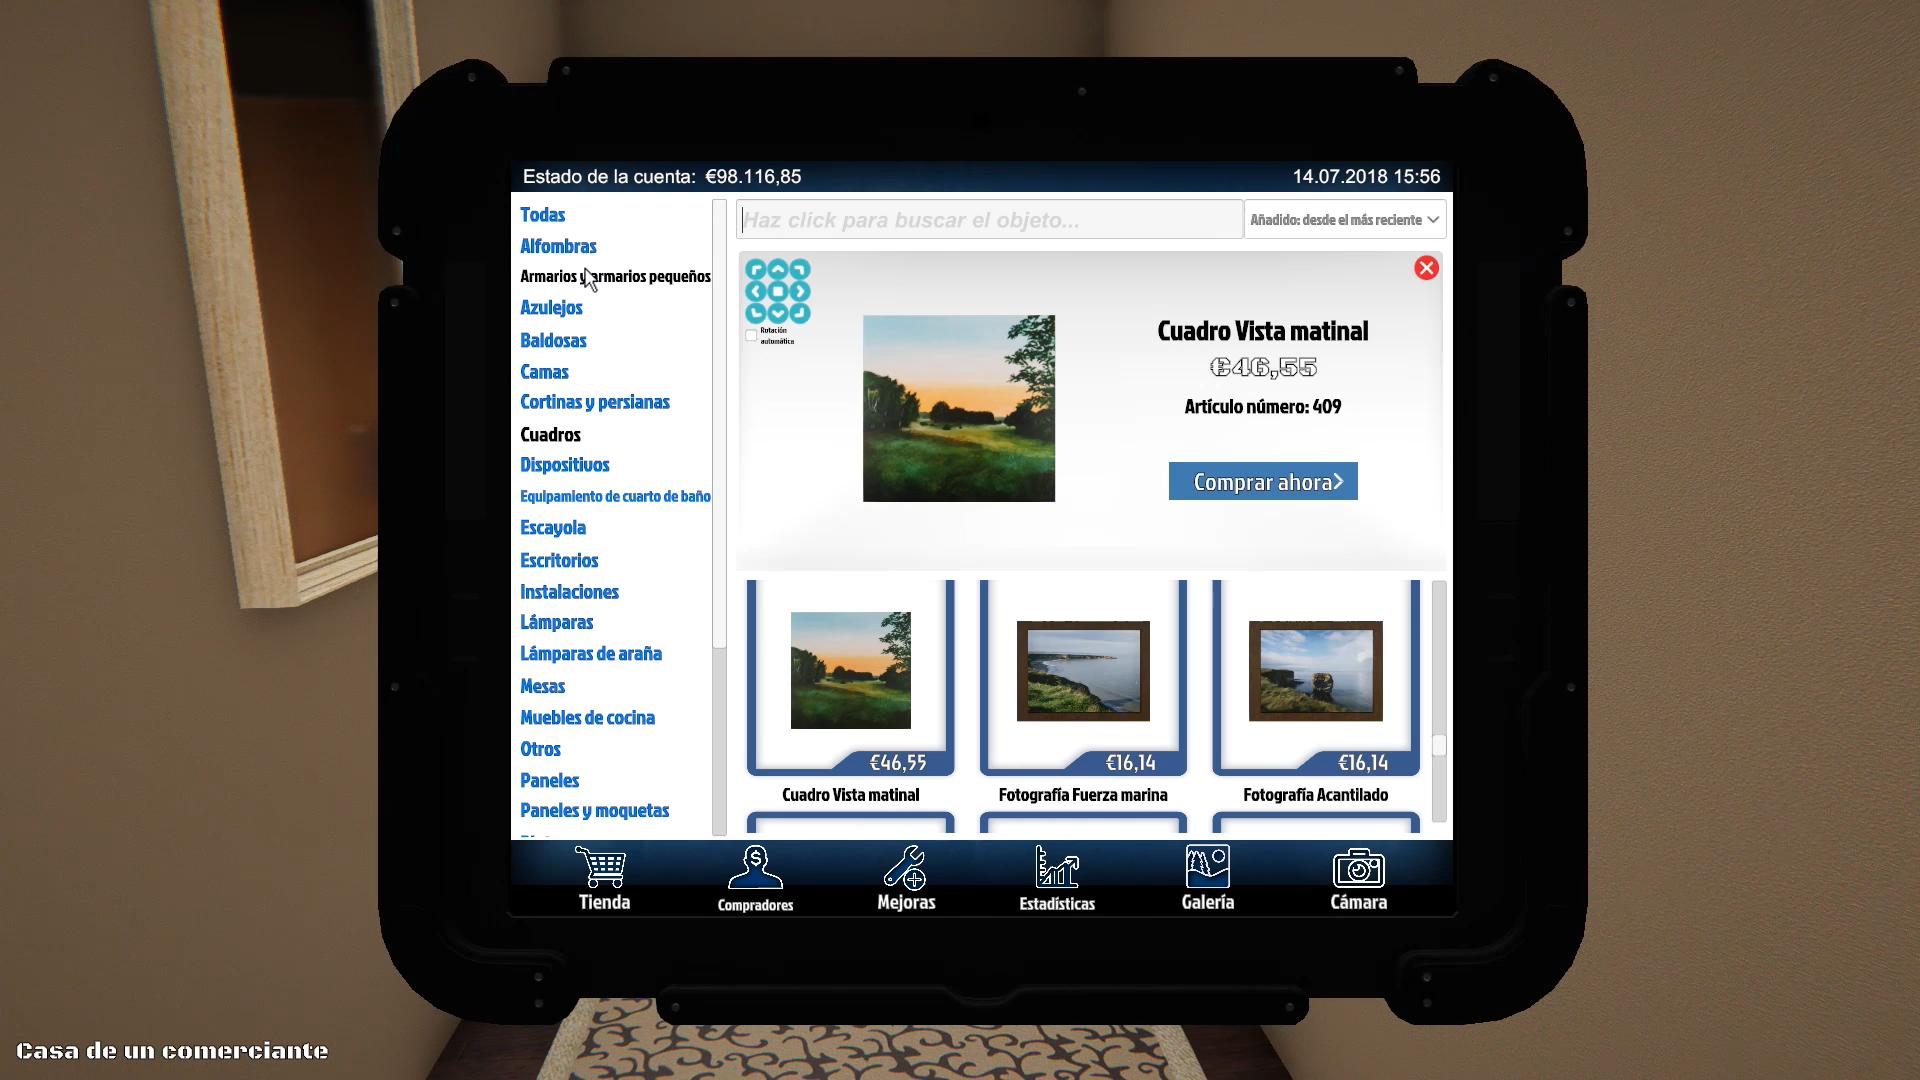 Estado de la cuenta: €98.116,85
14.07.2018 15:56
Todas
Alfombras
Armarios y armarios pequeños
Azulejos
Baldosas
Camas
Cortinas y persianas
Cuadros
Dispositivos
Equipamiento de cuarto de baño
Escayola
Escritorios
Instalaciones
Lámparas
Lámparas de araña
Mesas
Muebles de cocina
Otros
Paneles
Paneles y moquetas
Haz click para buscar el objeto...
Añadido: desde el más reciente
Rotación
automática
Cuadro Vista matinal
€46,55
Artículo número: 409
Comprar ahora
€46,55
€16,14
€16,14
Cuadro Vista matinal
Fotografía Fuerza marina
Fotografía Acantilado
Tienda
Compradores
Mejoras
Estadísticas
Galería
Cámara
Casa de un comerciante